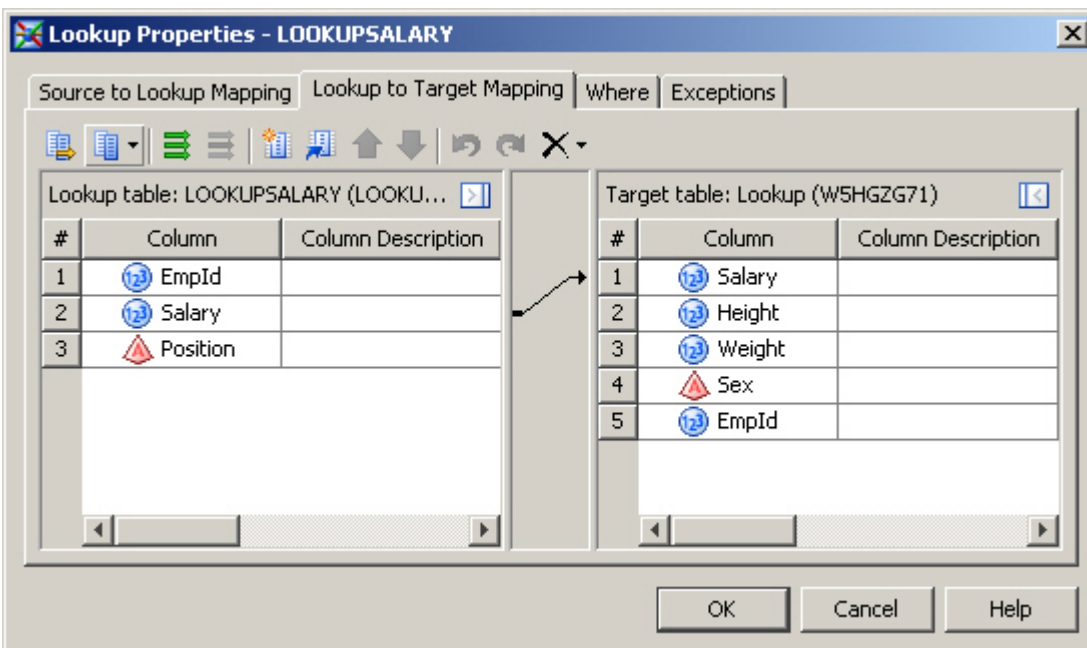 Lookup Properties - LOOKUPSALARY
Source to Lookup Mapping Lookup to Target Mapping Where Exceptions
Lookup table: LOOKUPSALARY (LOOKU... Target table: Lookup (W5HGZG71)
# Column Column Description # Column Column Description
1 EmpId 1 Salary
2 Salary 2 Height
3 Position 3 Weight
4 Sex
5 EmpId
OK Cancel Help